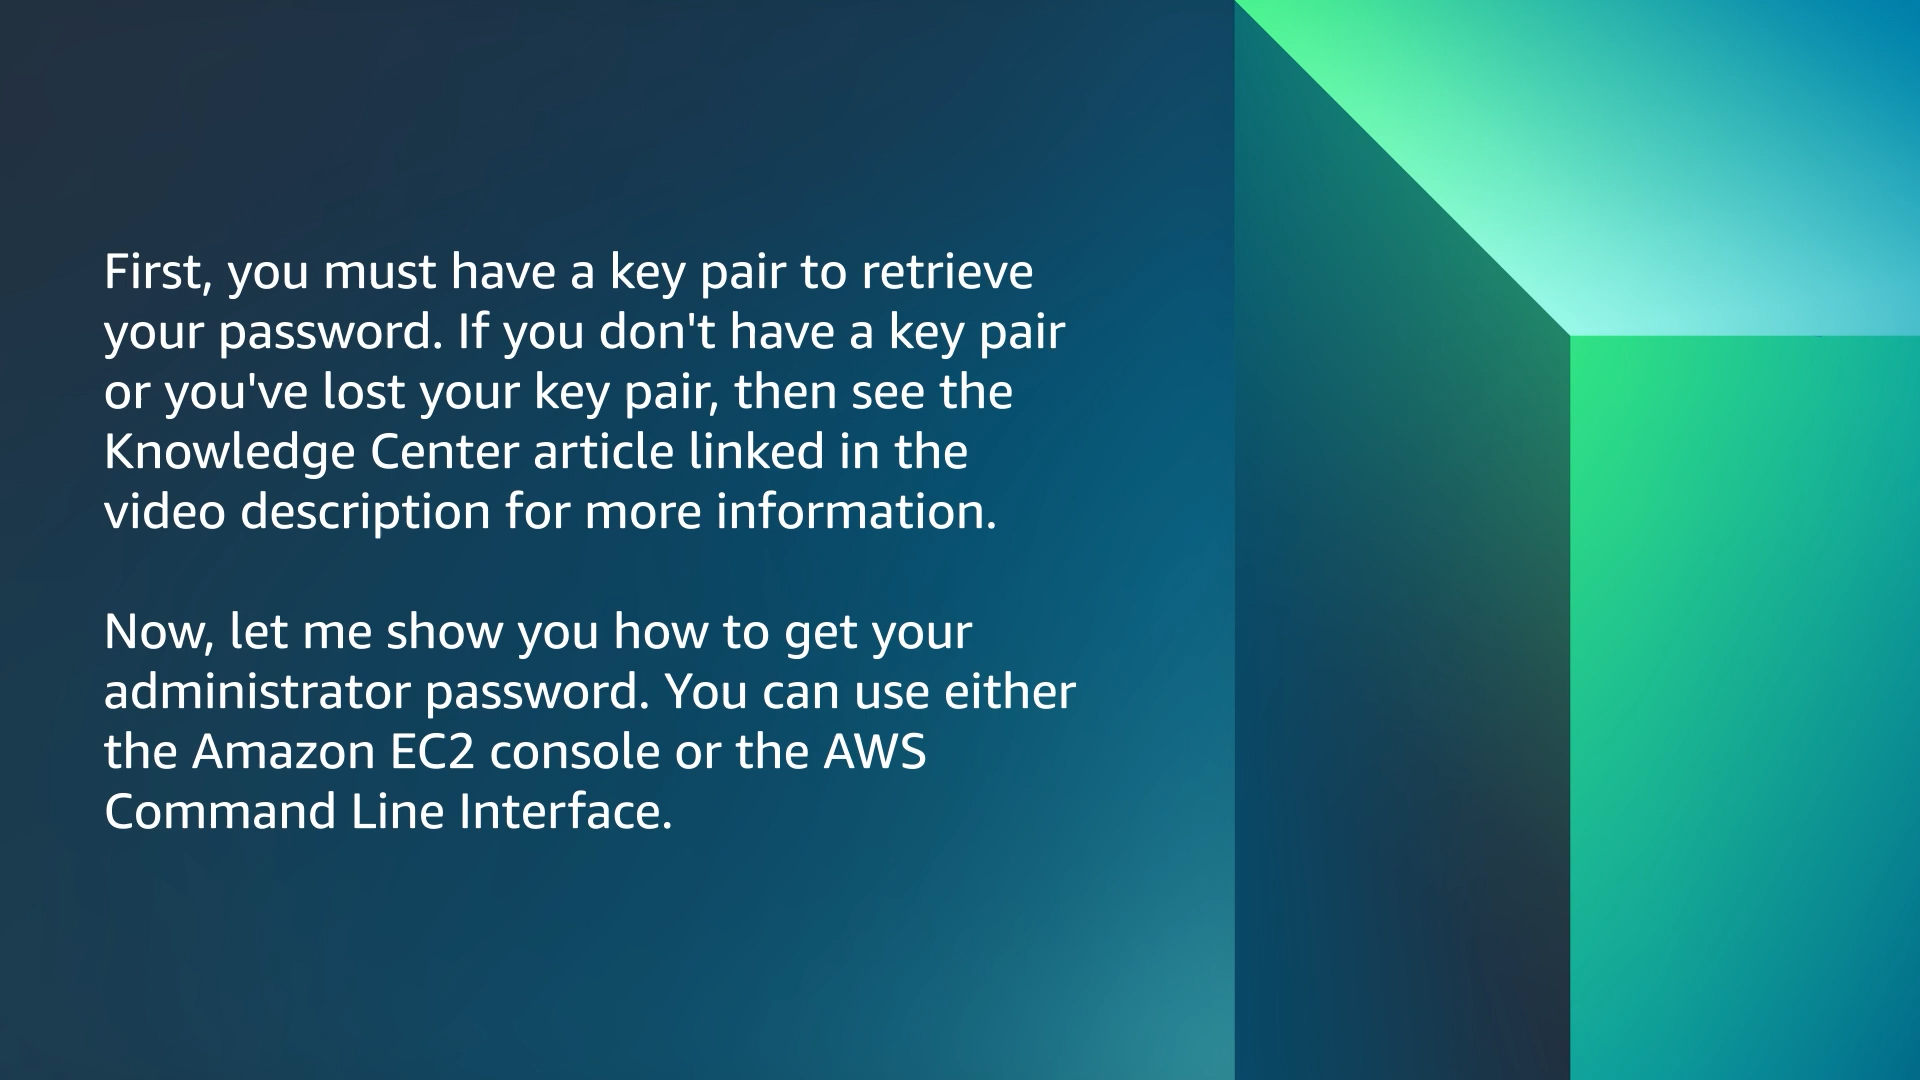 First, you must have a key pair to retrieve
your password. If you don't have a key pair
or you've lost your key pair, then see the
Knowledge Center article linked in the
video description for more information.
Now, let me show you how to get your
administrator password. You can use either
the Amazon EC2 console or the AWS
Command Line Interface.